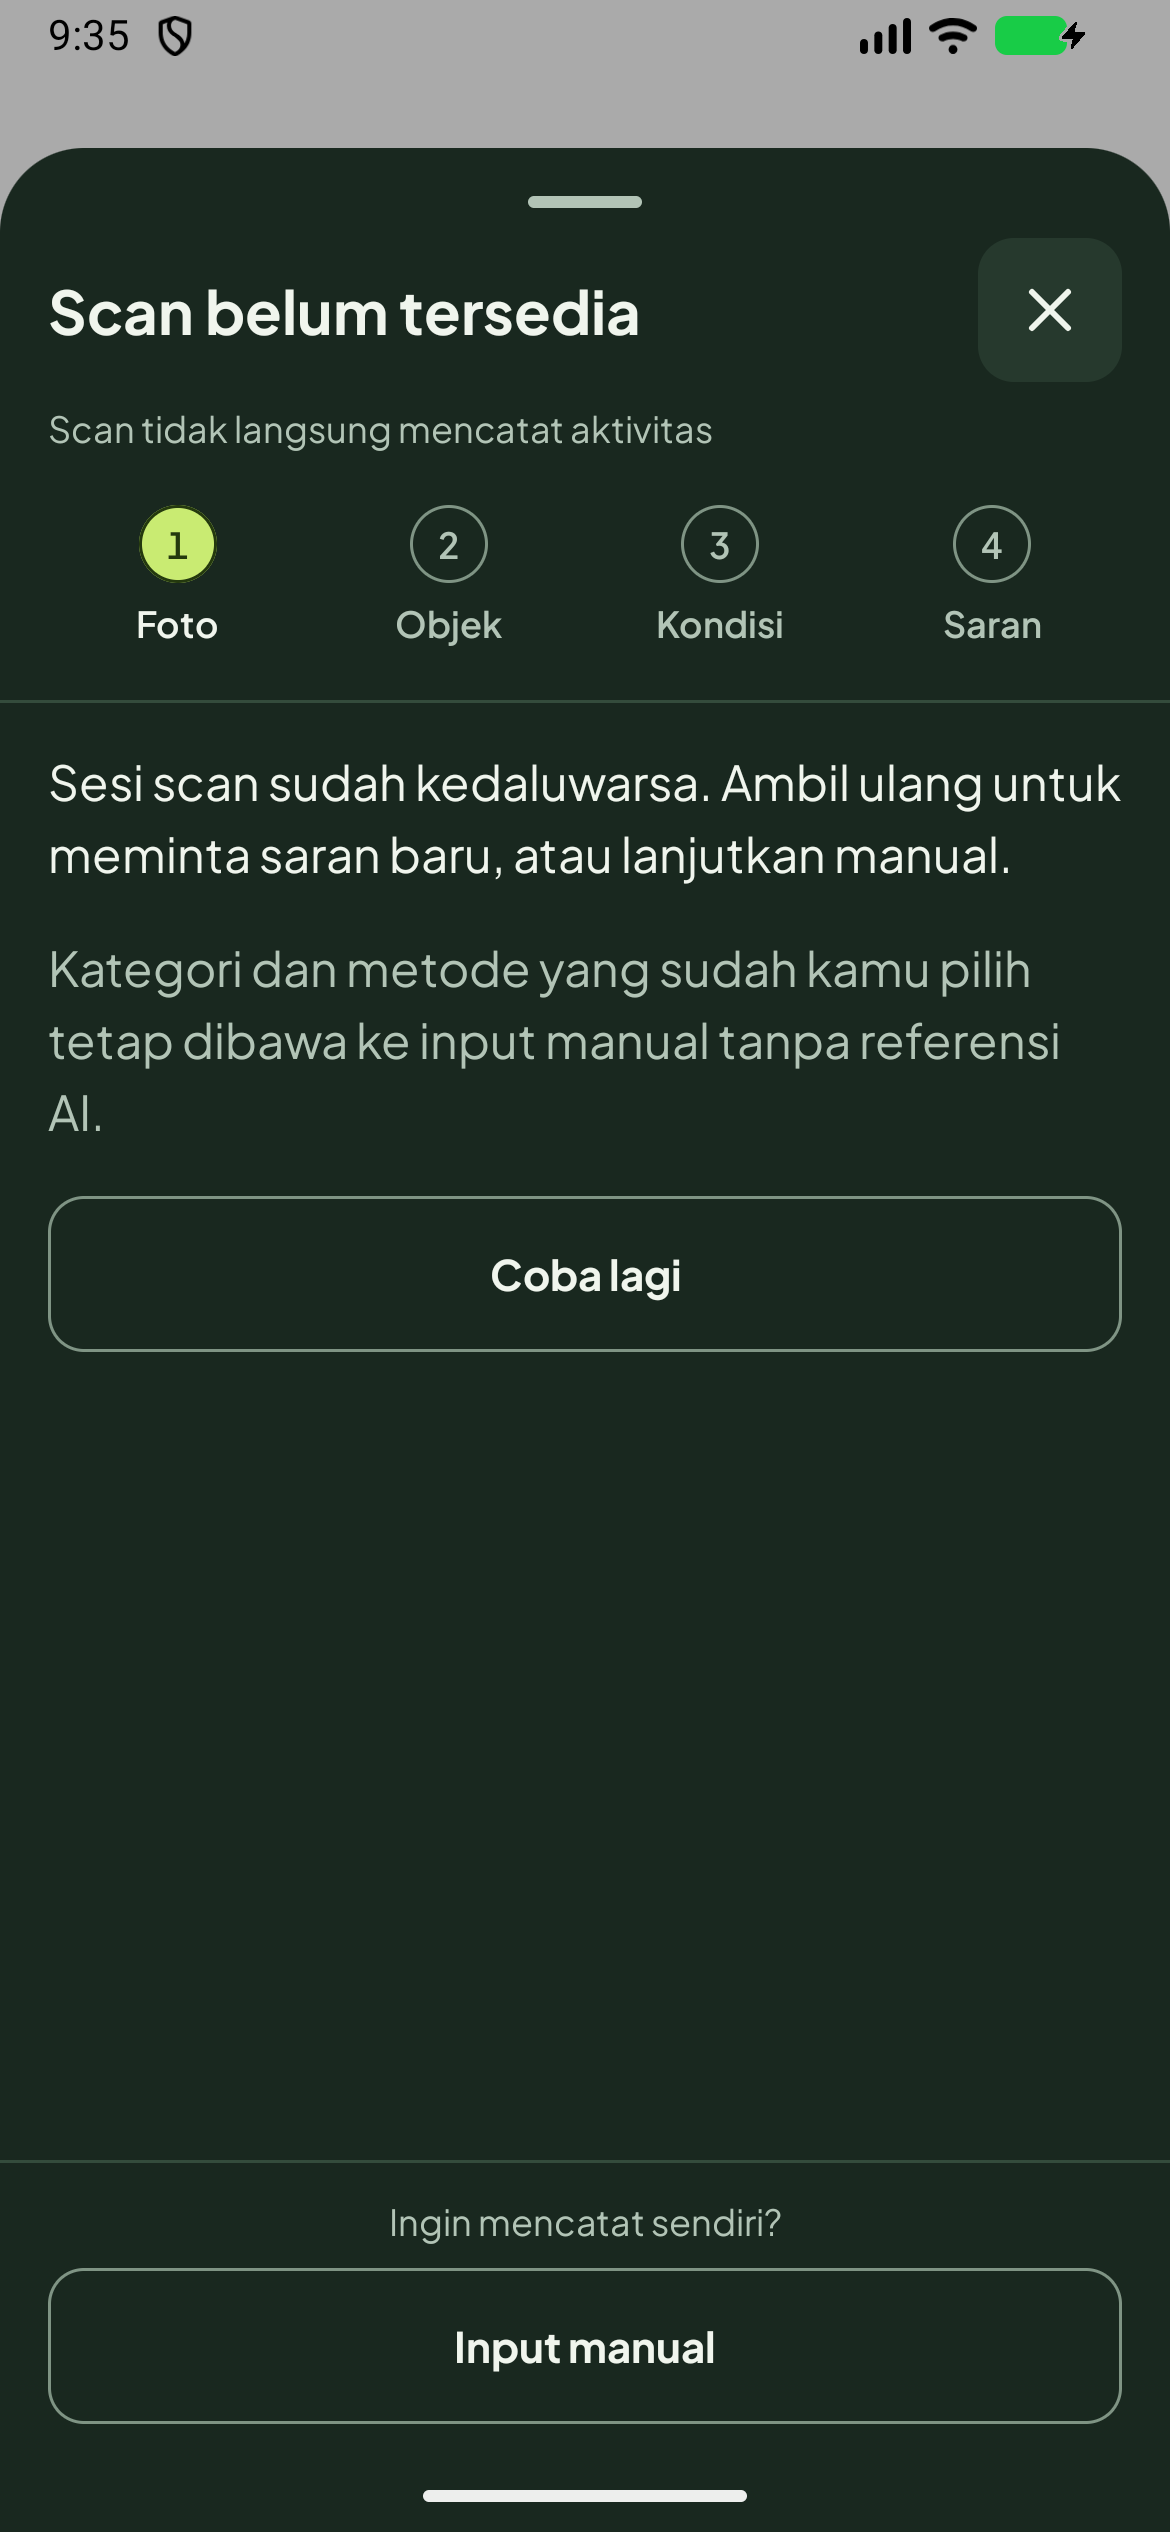 9:35
Scan belum tersedia
Scan tidak langsung mencatat aktivitas
1
2
3
4
Foto
Objek
Kondisi
Saran
Sesi scan sudah kedaluwarsa. Ambil ulang untuk
meminta saran baru, atau lanjutkan manual.
Kategori dan metode yang sudah kamu pilih
tetap dibawa ke input manual tanpa referensi
AI.
Coba lagi
Ingin mencatat sendiri?
Input manual